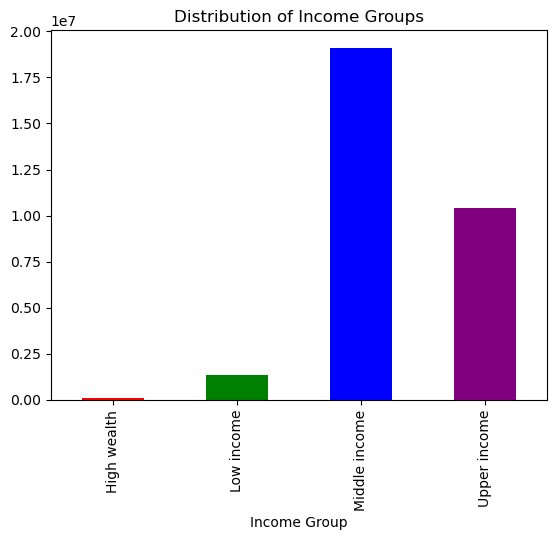 Distribution of Income Groups
1e7
2.00
1.75
1.50
1.25
1.00
0.75
0.50
0.25
0.00
High wealth
Low income
Middle income
Upper income
Income Group